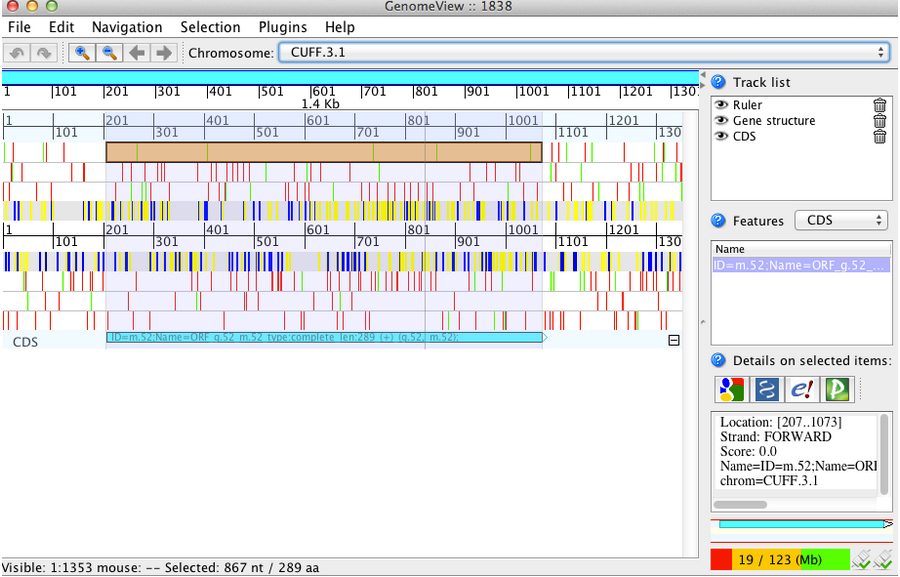 GenomeView :: 1838
File Edit Navigation Selection Plugins Help
Chromosome: CUFF.3.1
1 101 201 301 401 501 601 701 801 901 1001 1101 1201 130
1.4 Kb
1 201 401 601 801 1001 1201
101 301 501 701 901 1101 130
1 201 401 601 801 1001 1201
101 301 501 701 901 1101 130
CDS
ID=m.52;Name=ORF g.52 m.52 type:complete len:289 (+) (g.52, m.52);
Track list
Ruler
Gene structure
CDS
Features CDS
Name
ID=m.52;Name=ORF_g.52_...
Details on selected items:
e!
Location: [207..1073]
Strand: FORWARD
Score: 0.0
Name=ID=m.52;Name=ORI
chrom=CUFF.3.1
19 / 123 (Mb)
Visible: 1:1353 mouse: -- Selected: 867 nt / 289 aa